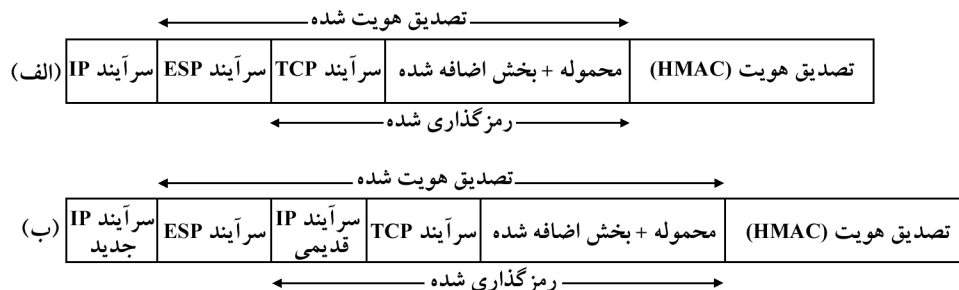 تصدیق هویت شده
(الف) سرآیند IP سرآیند ESP سرآیند TCP محموله + بخش اضافه شده تصدیق هویت (HMAC)
رمزگذاری شده
تصدیق هویت شده
(ب) سرآیند IP جدید سرآیند ESP سرآیند IP قدیمی سرآیند TCP محموله + بخش اضافه شده تصدیق هویت (HMAC)
رمزگذاری شده